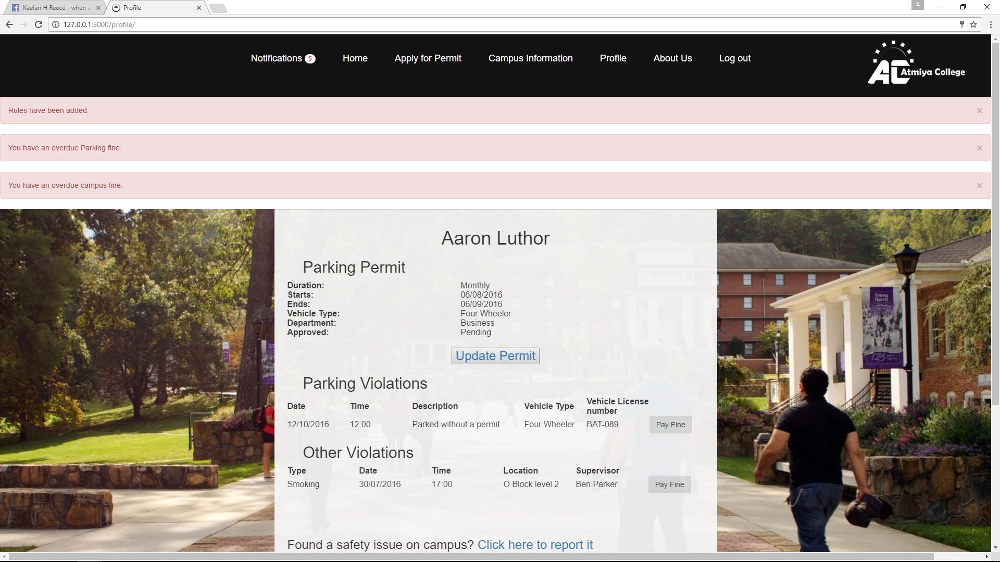 Kaelan H Reece - when a
Profile
127.0.0.1:5000/profile/
Notifications 5 Home Apply for Permit Campus Information Profile About Us Log out
AC Atmiya College
Rules have been added. ×
You have an overdue Parking fine. ×
You have an overdue campus fine. ×
Aaron Luthor
Parking Permit
Duration: Monthly
Starts: 06/08/2016
Ends: 06/09/2016
Vehicle Type: Four Wheeler
Department: Business
Approved: Pending
Update Permit
Parking Violations
Date Time Description Vehicle Type Vehicle License
number
12/10/2016 12:00 Parked without a permit Four Wheeler BAT-089 Pay Fine
Other Violations
Type Date Time Location Supervisor
Smoking 30/07/2016 17:00 O Block level 2 Ben Parker Pay Fine
Found a safety issue on campus? Click here to report it
Young
Harris
125